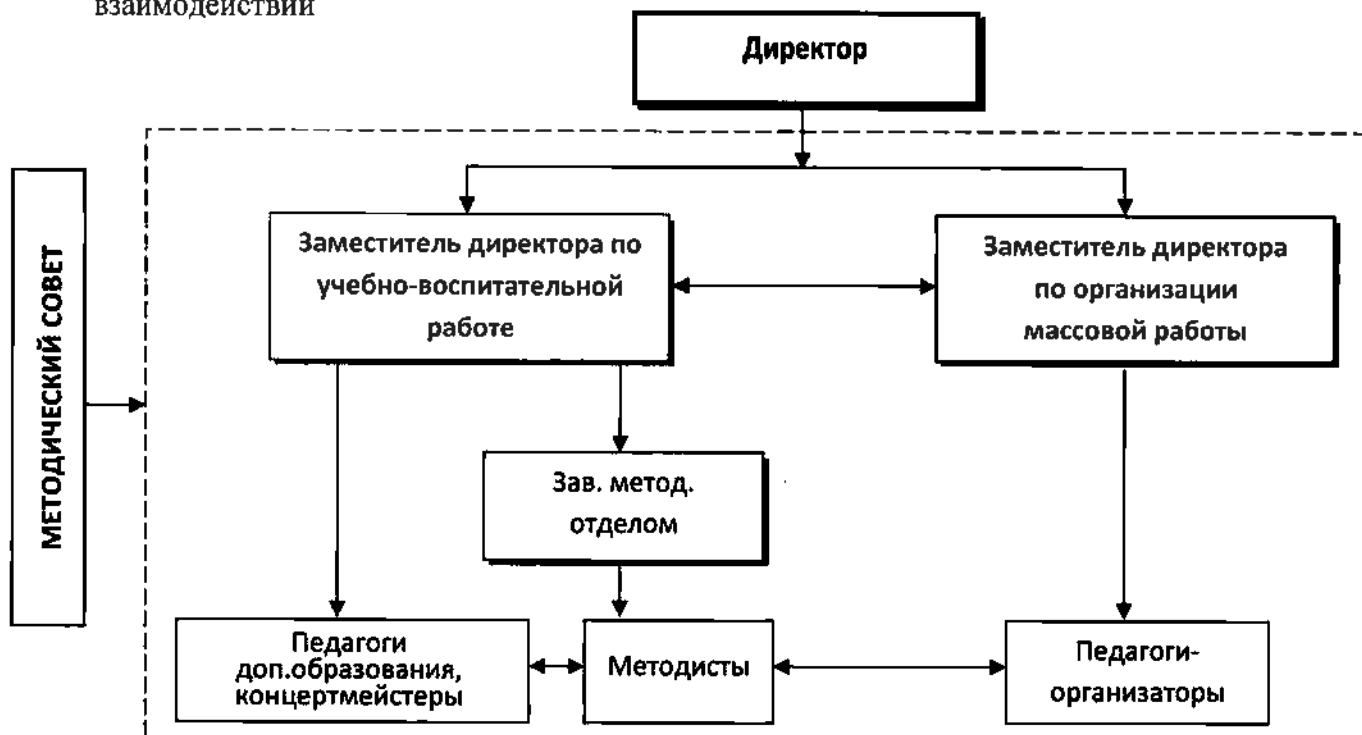 взаимодействии
Директор
МЕТОДИЧЕСКИЙ СОВЕТ
Заместитель директора по
учебно-воспитательной
работе
Заместитель директора
по организации
массовой работы
Зав. метод.
отделом
Педагоги
доп.образования,
концертмейстеры
Методисты
Педагоги-
организаторы